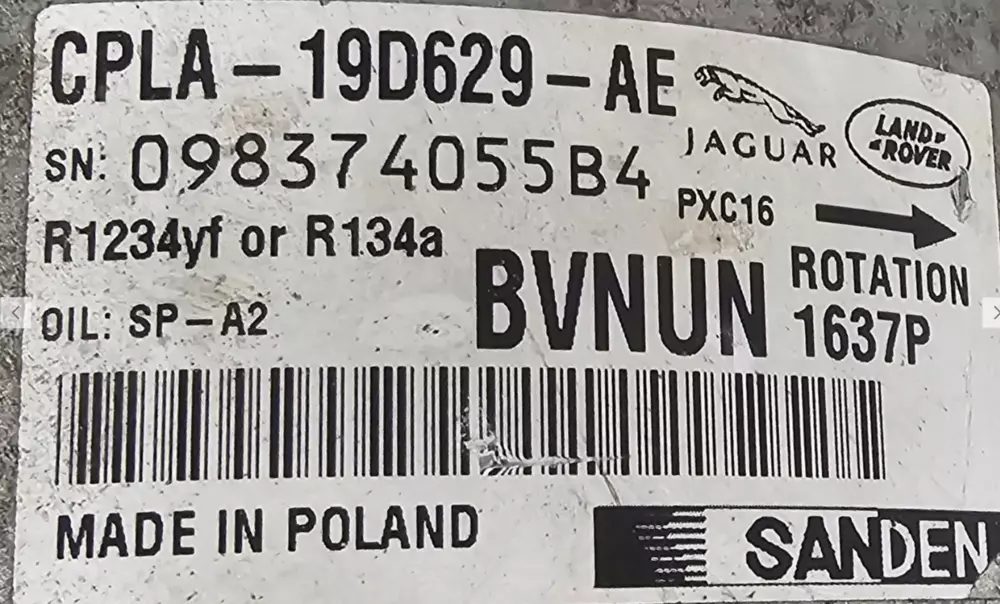 CPLA-19D629-AE
JAGUAR
LAND-
ROVER
SN: 098374055B4
PXC16
R1234yf or R134a
BVNUN
ROTATION
OIL: SP-A2
1637P
MADE IN POLAND
SANDEN